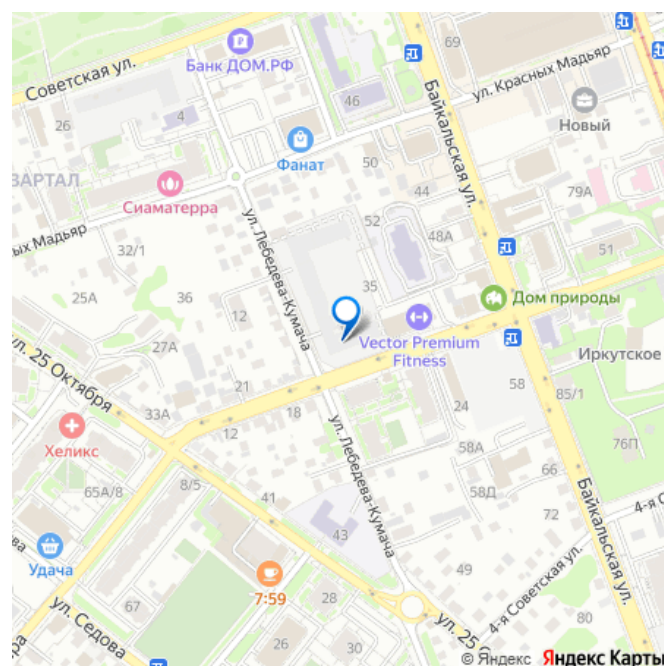 69
Советская ул.
Банк ДОМ.РФ
Байкальская ул.
ул. Красных Мадьяр
46
4
26
Новый
Фанат
50
ЗАРТАЛ
Сиаматерра
44
79А
ых Мадьяр
32/1
ул. Лебедева-Кумача
52
48А
51
25А
36
35
Дом природы
12
27А
Vector Premium
Fitness
Иркутское
ул. 25 Октября
21
58
85/1
33А
18
24
Хеликс
12
ул. Лебедева-Кумача
58А
76П
65А/8
8/5
41
58Д
66
Байкальская ул.
43
72
4-я С
Удача
49
7:59
4-я Советская ул.
67
28
ул. Седова
80
ул. 25
26
30
© Яндекс Яндекс Карты